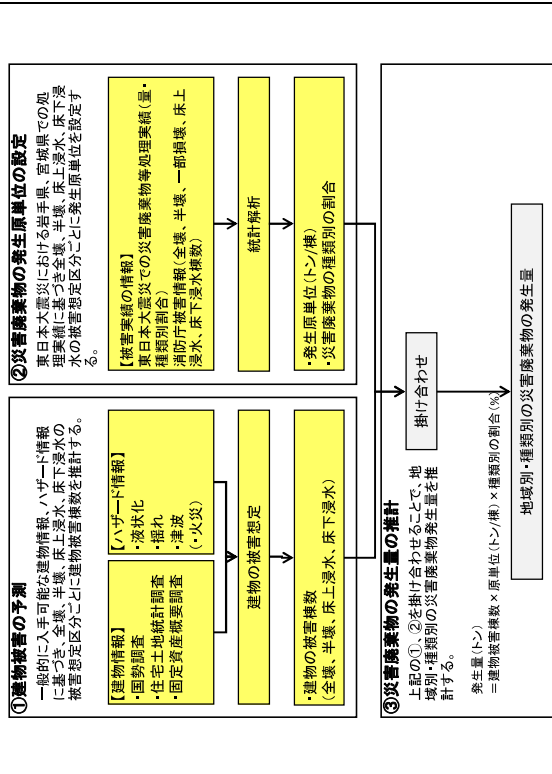 ①建物被害の予測
一般的に入手可能な建物情報、ハザード情報
に基づき、全壊、半壊、床上浸水、床下浸水の
被害想定区分ごとに建物被害棟数を推計する。
【建物情報】
・国勢調査
・住宅土地統計調査
・固定資産概要調査
【ハザード情報】
・液状化
・揺れ
・津波
（・火災）
建物の被害想定
・建物の被害棟数
（全壊、半壊、床上浸水、床下浸水）
②災害廃棄物の発生原単位の設定
東日本大震災における岩手県、宮城県での処
理実績に基づき全壊、半壊、床上浸水、床下浸
水の被害想定区分ごとに発生原単位を設定す
る。
【被害実績の情報】
東日本大震災での災害廃棄物等処理実績（量・
種類別割合）
消防庁被害情報（全壊、半壊、一部損壊、床上
浸水、床下浸水棟数）
統計解析
・発生原単位（トン/棟）
・災害廃棄物の種類別の割合
③災害廃棄物の発生量の推計
上記の①、②を掛け合わせることで、地
域別・種類別の災害廃棄物発生量を推
計する。
発生量（トン）
＝建物被害棟数×原単位（トン/棟）×種類別の割合（%）
掛け合わせ
地域別・種類別の災害廃棄物の発生量